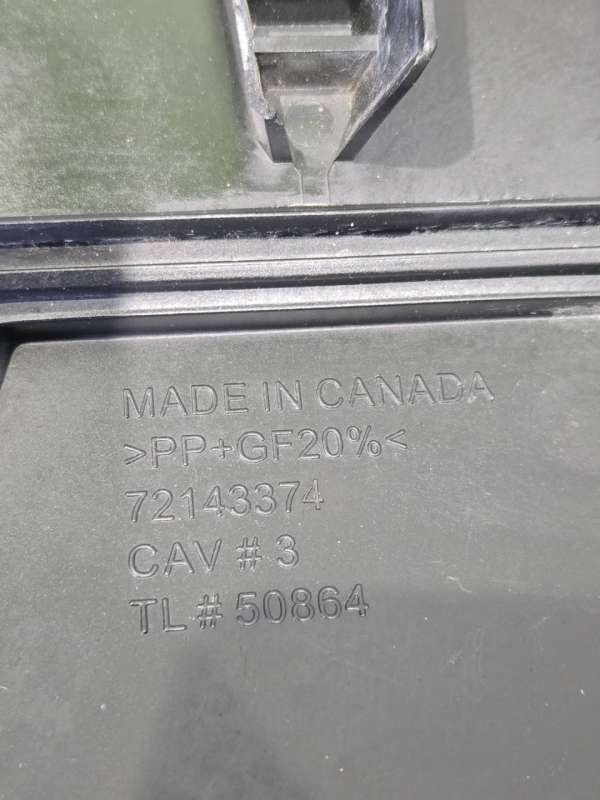 MADE IN CANADA
>PP+GF20%<
72143374
CAV # 3
TL# 50864